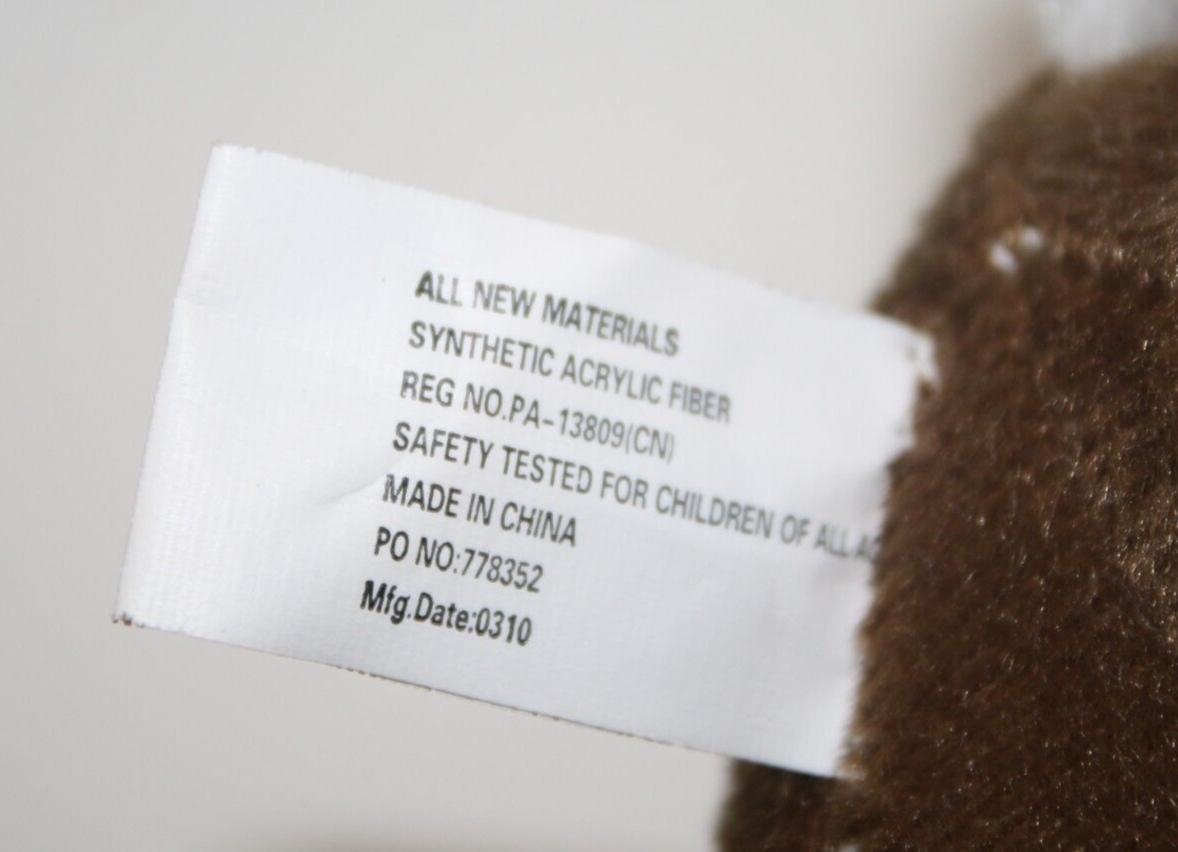 ALL NEW MATERIALS
SYNTHETIC ACRYLIC FIBER
REG NO.PA-13809(CN)
SAFETY TESTED FOR CHILDREN OF ALL
MADE IN CHINA
PO NO:778352
Mfg.Date:0310